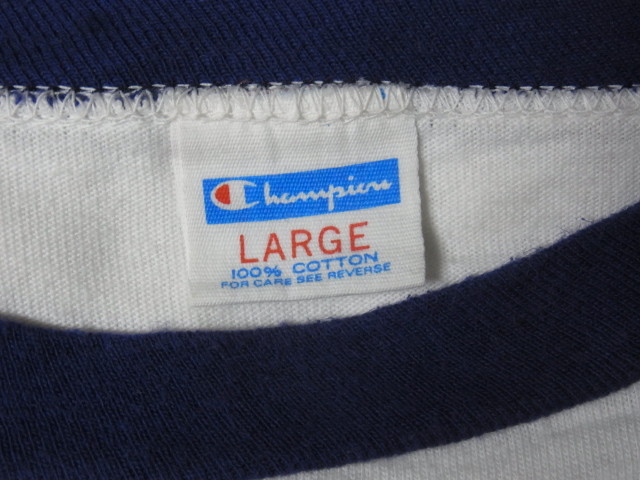 Champion
LARGE
100% COTTON
FOR CARE SEE REVERSE